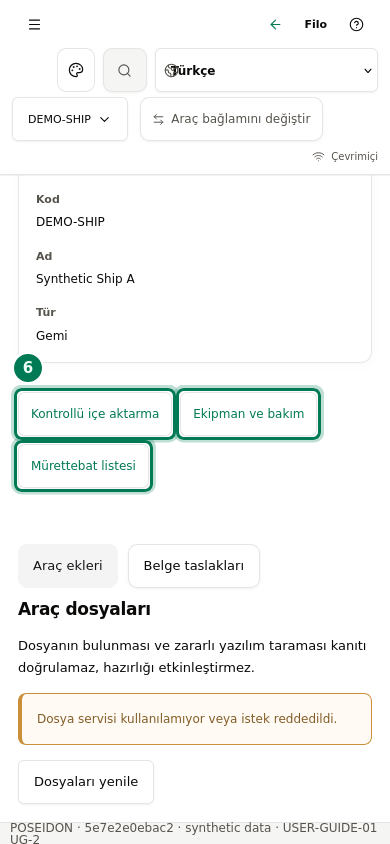 Filo
Türkçe
DEMO-SHIP
Araç bağlamını değiştir
Çevrimiçi
Kod
DEMO-SHIP
Ad
Synthetic Ship A
Tür
Gemi
6
Kontrollü içe aktarma
Ekipman ve bakım
Mürettebat listesi
Araç ekleri
Belge taslakları
Araç dosyaları
Dosyanın bulunması ve zararlı yazılım taraması kanıtı
doğrulamaz, hazırlığı etkinleştirmez.
Dosya servisi kullanılamıyor veya istek reddedildi.
Dosyaları yenile
POSEIDON · 5e7e2e0ebac2 · synthetic data · USER-GUIDE-01
UG-2